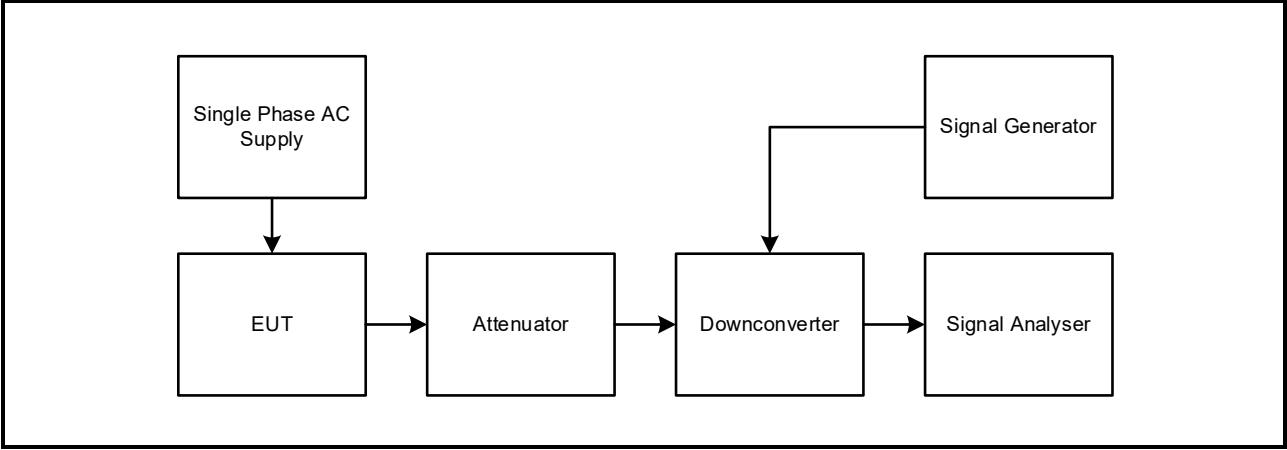 Single Phase AC
Supply
Signal Generator
EUT
Attenuator
Downconverter
Signal Analyser